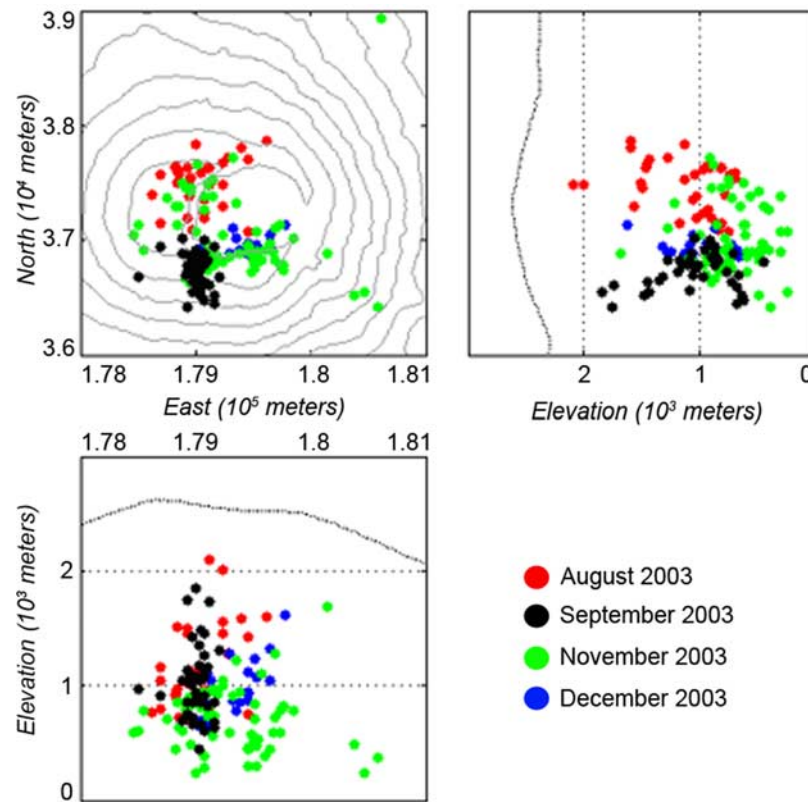 3.9
3.8
3.7
3.6
North (10⁴ meters)
1.78 1.79 1.8 1.81
East (10⁵ meters)
2 1 0
Elevation (10³ meters)
1.78 1.79 1.8 1.81
2
1
0
Elevation (10³ meters)
August 2003
September 2003
November 2003
December 2003